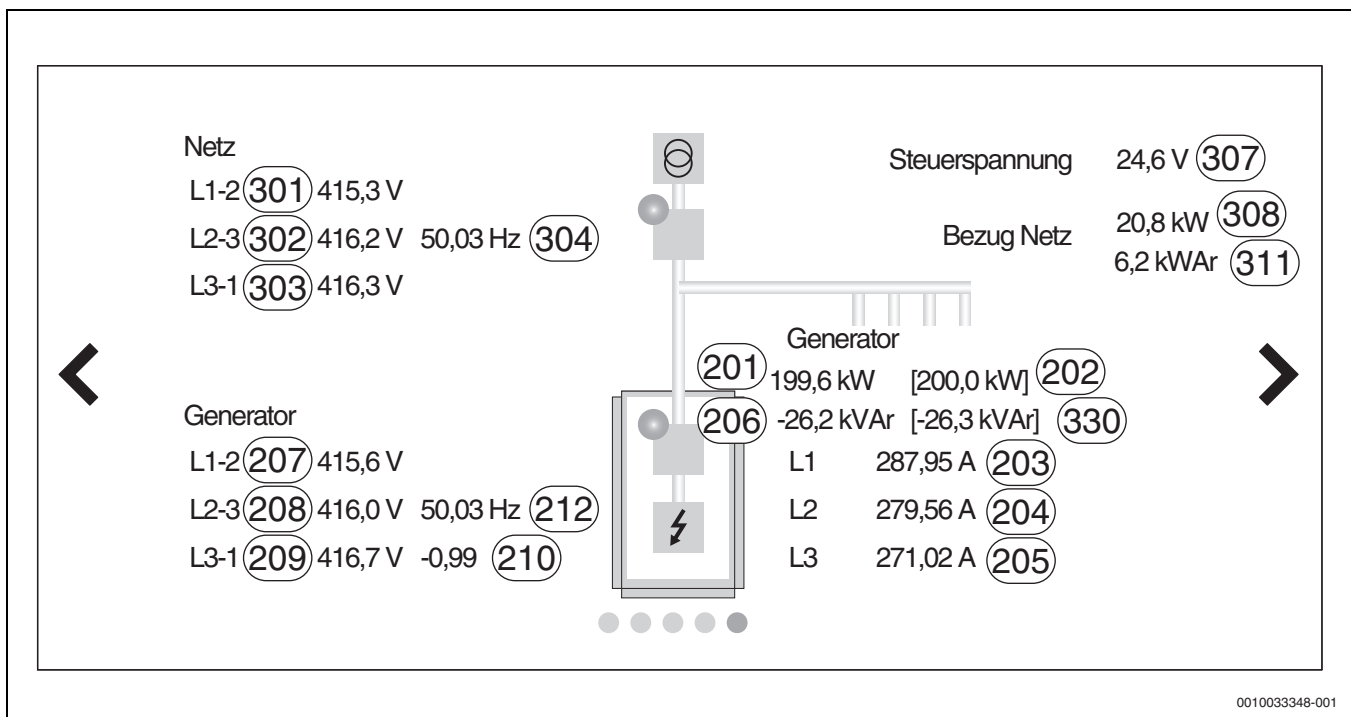 Netz
L1-2 301 415,3 V
L2-3 302 416,2 V 50,03 Hz 304
L3-1 303 416,3 V
Steuerspannung 24,6 V 307
Bezug Netz 20,8 kW 308
6,2 kWAr 311
Generator
201 199,6 kW [200,0 kW] 202
206 -26,2 kVAr [-26,3 kVAr] 330
L1 287,95 A 203
L2 279,56 A 204
L3 271,02 A 205
Generator
L1-2 207 415,6 V
L2-3 208 416,0 V 50,03 Hz 212
L3-1 209 416,7 V -0,99 210
0010033348-001